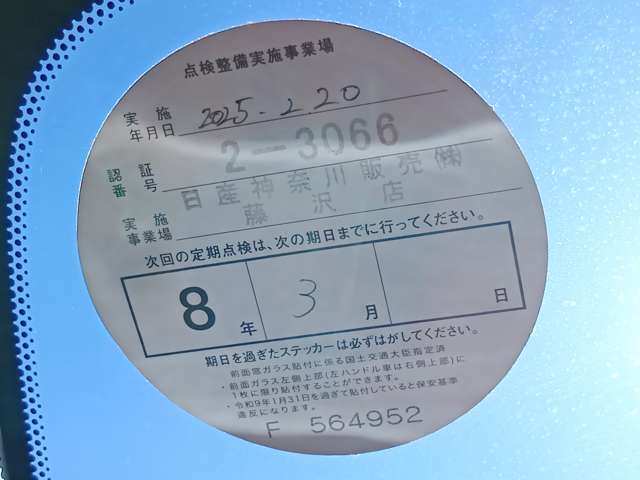 点検整備実施事業場
実施年月日 2025.2.20
認証番号 2-3066
実施事業場 日産神奈川販売㈱
藤沢店
次回の定期点検は、次の期日までに行ってください。
8年 3月 日
期日を過ぎたステッカーは必ずはがしてください。
前面窓ガラス貼付に係る国土交通大臣指定済
・前面ガラス左側上部(左ハンドル車は右側上部)に
1枚に限り貼付することができます。
・令和9年1月31日を過ぎて貼付していると保安基準
違反になります。
F 564952